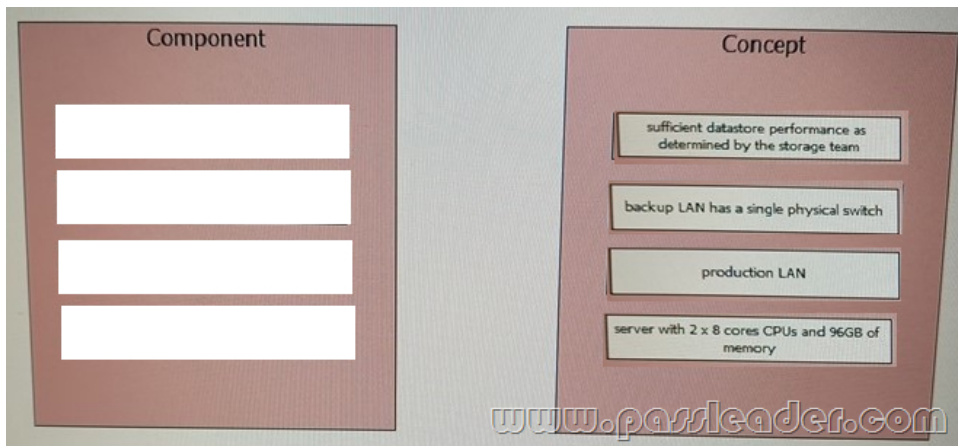 Component
Concept
sufficient datastore performance as
determined by the storage team
backup LAN has a single physical switch
production LAN
server with 2 x 8 cores CPUs and 96GB of
memory
www.passleader.com